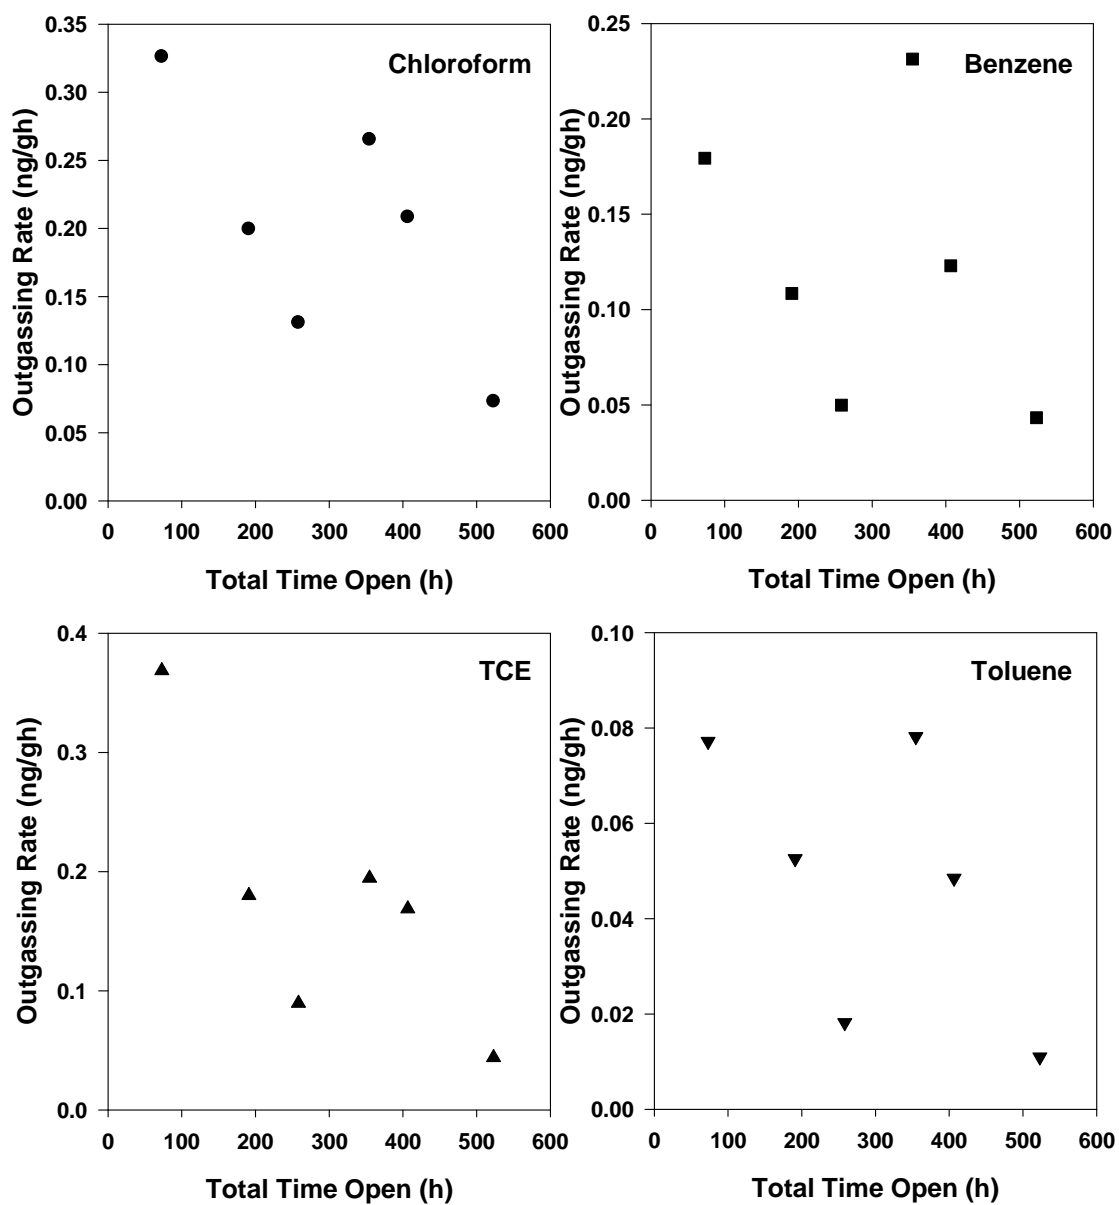 Chloroform
Outgassing Rate (ng/gh)
0.35
0.30
0.25
0.20
0.15
0.10
0.05
0.00
0 100 200 300 400 500 600
Total Time Open (h)
Benzene
Outgassing Rate (ng/gh)
0.25
0.20
0.15
0.10
0.05
0.00
0 100 200 300 400 500 600
Total Time Open (h)
TCE
Outgassing Rate (ng/gh)
0.4
0.3
0.2
0.1
0.0
0 100 200 300 400 500 600
Total Time Open (h)
Toluene
Outgassing Rate (ng/gh)
0.10
0.08
0.06
0.04
0.02
0.00
0 100 200 300 400 500 600
Total Time Open (h)